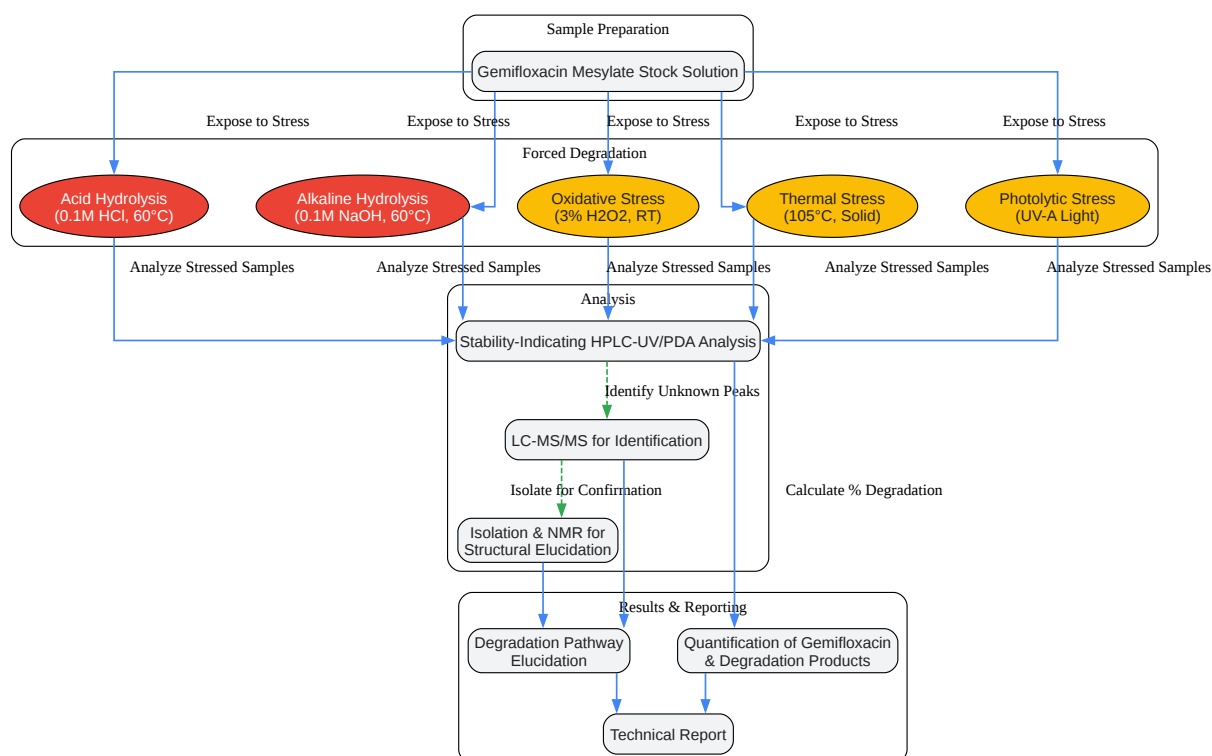 Sample Preparation
Gemifloxacin Mesylate Stock Solution
Expose to Stress
Expose to Stress
Expose to Stress
Expose to Stress
Expose to Stress
Forced Degradation
Acid Hydrolysis
(0.1M HCl, 60°C)
Alkaline Hydrolysis
(0.1M NaOH, 60°C)
Oxidative Stress
(3% H2O2, RT)
Thermal Stress
(105°C, Solid)
Photolytic Stress
(UV-A Light)
Analyze Stressed Samples
Analyze Stressed Samples
Analyze Stressed Samples
Analyze Stressed Samples
Analyze Stressed Samples
Analysis
Stability-Indicating HPLC-UV/PDA Analysis
Identify Unknown Peaks
LC-MS/MS for Identification
Isolate for Confirmation
Calculate % Degradation
Isolation & NMR for
Structural Elucidation
Results & Reporting
Degradation Pathway
Elucidation
Quantification of Gemifloxacin
& Degradation Products
Technical Report